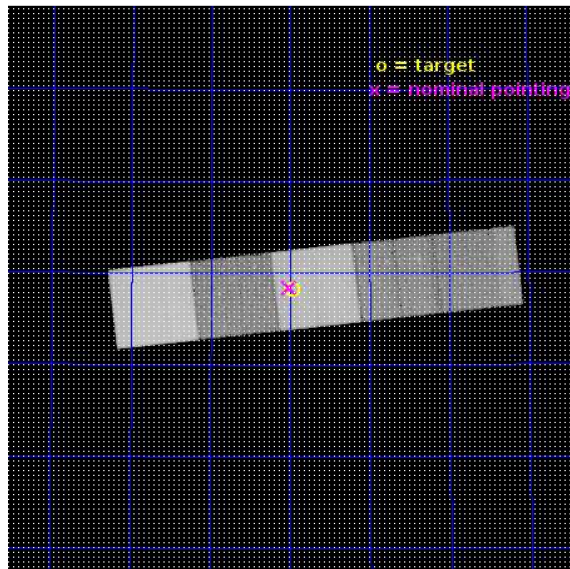 o = target
x = nominal pointing